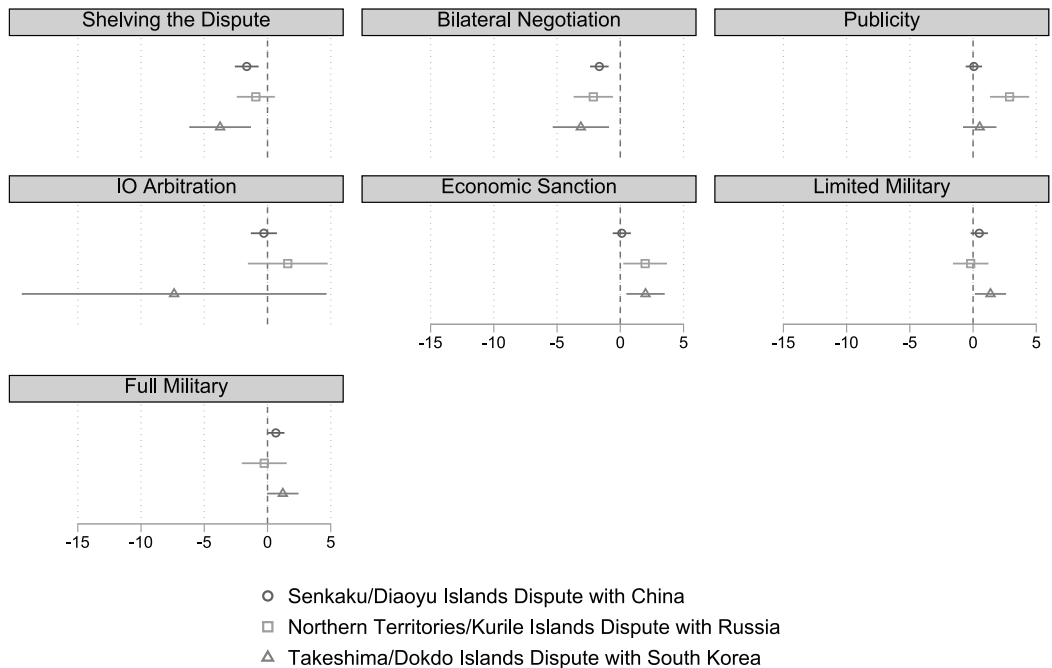 Shelving the Dispute
Bilateral Negotiation
Publicity
IO Arbitration
Economic Sanction
Limited Military
-15 -10 -5 0 5
-15 -10 -5 0 5
Full Military
-15 -10 -5 0 5
Senkaku/Diaoyu Islands Dispute with China
Northern Territories/Kurile Islands Dispute with Russia
Takeshima/Dokdo Islands Dispute with South Korea